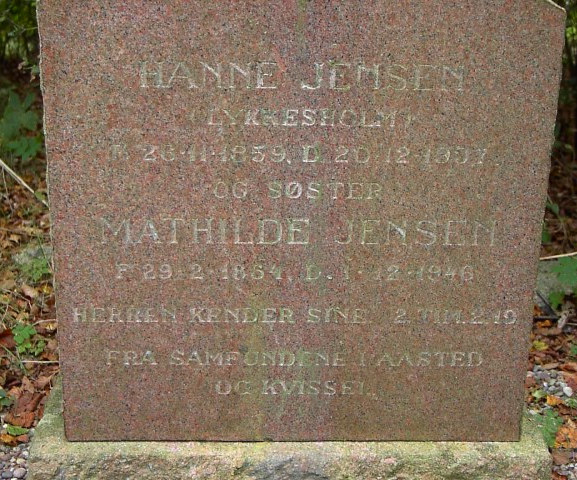 HANNE JENSEN
(LYKKESHOLM)
F. 26-11-1859, D. 20-12-1937.
OG SØSTER
MATHILDE JENSEN
F 29-2-1864, D. 1-12-1946
HERREN KENDER SINE 2. TIM. 2,19
FRA SAMFUNDENE I AASTED
OG KVISSEL